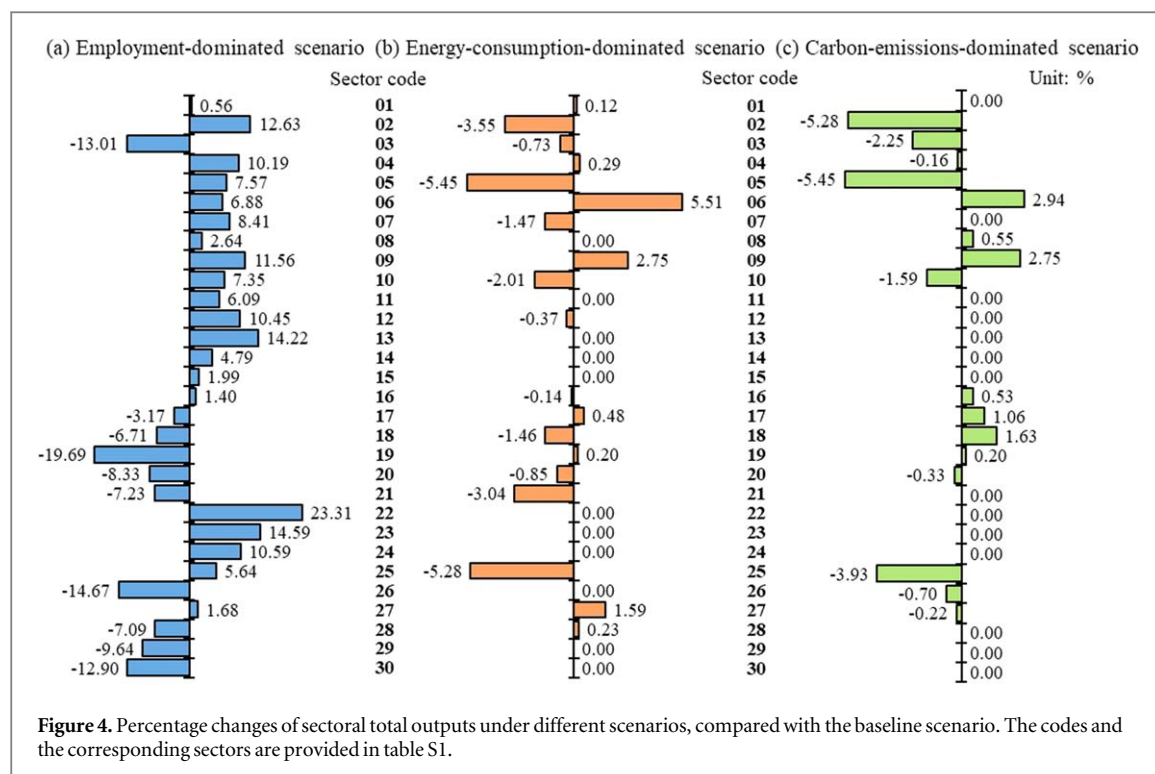 (a) Employment-dominated scenario (b) Energy-consumption-dominated scenario (c) Carbon-emissions-dominated scenario
Sector code Sector code Unit: %
0.56 01 0.12 01 0.00
12.63 02 -3.55 02 -5.28
-13.01 03 -0.73 03 -2.25
10.19 04 0.29 04 -0.16
7.57 05 -5.45 05 -5.45
6.88 06 5.51 06 2.94
8.41 07 -1.47 07 0.00
2.64 08 0.00 08 0.55
11.56 09 2.75 09 2.75
7.35 10 -2.01 10 -1.59
6.09 11 0.00 11 0.00
10.45 12 -0.37 12 0.00
14.22 13 0.00 13 0.00
4.79 14 0.00 14 0.00
1.99 15 0.00 15 0.00
1.40 16 -0.14 16 0.53
-3.17 17 0.48 17 1.06
-6.71 18 -1.46 18 1.63
-19.69 19 0.20 19 0.20
-8.33 20 -0.85 20 -0.33
-7.23 21 -3.04 21 0.00
23.31 22 0.00 22 0.00
14.59 23 0.00 23 0.00
10.59 24 0.00 24 0.00
5.64 25 -5.28 25 -3.93
-14.67 26 0.00 26 -0.70
1.68 27 1.59 27 -0.22
-7.09 28 0.23 28 0.00
-9.64 29 0.00 29 0.00
-12.90 30 0.00 30 0.00
Figure 4. Percentage changes of sectoral total outputs under different scenarios, compared with the baseline scenario. The codes and
the corresponding sectors are provided in table S1.